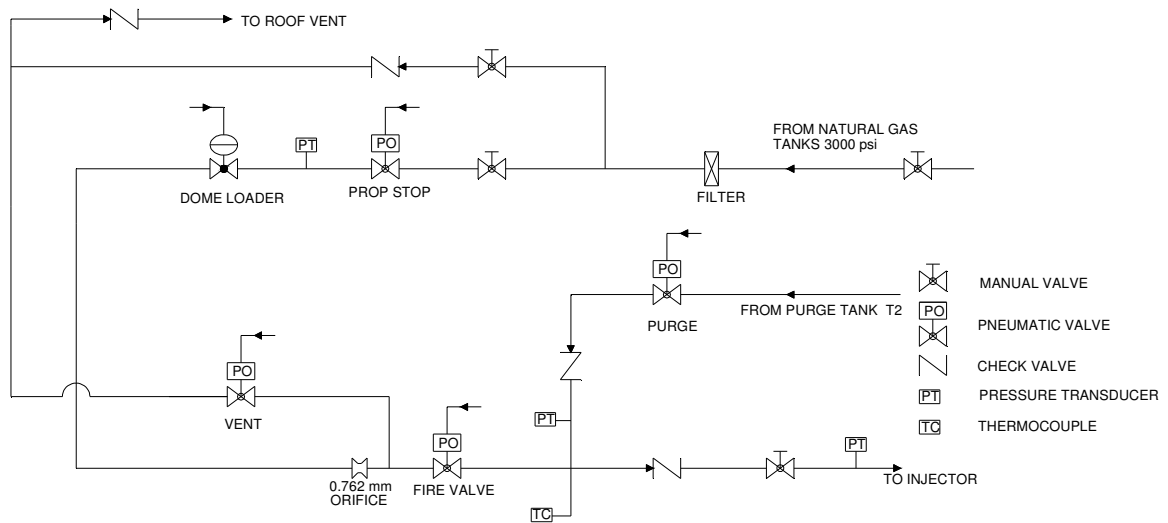 TO ROOF VENT
FROM NATURAL GAS
TANKS 3000 psi
PT
PO
DOME LOADER
PROP STOP
FILTER
PO
PURGE
FROM PURGE TANK T2
MANUAL VALVE
PO
PNEUMATIC VALVE
CHECK VALVE
PT
PRESSURE TRANSDUCER
TC
THERMOCOUPLE
PO
VENT
PT
PO
PT
0.762 mm
ORIFICE
FIRE VALVE
TO INJECTOR
TC